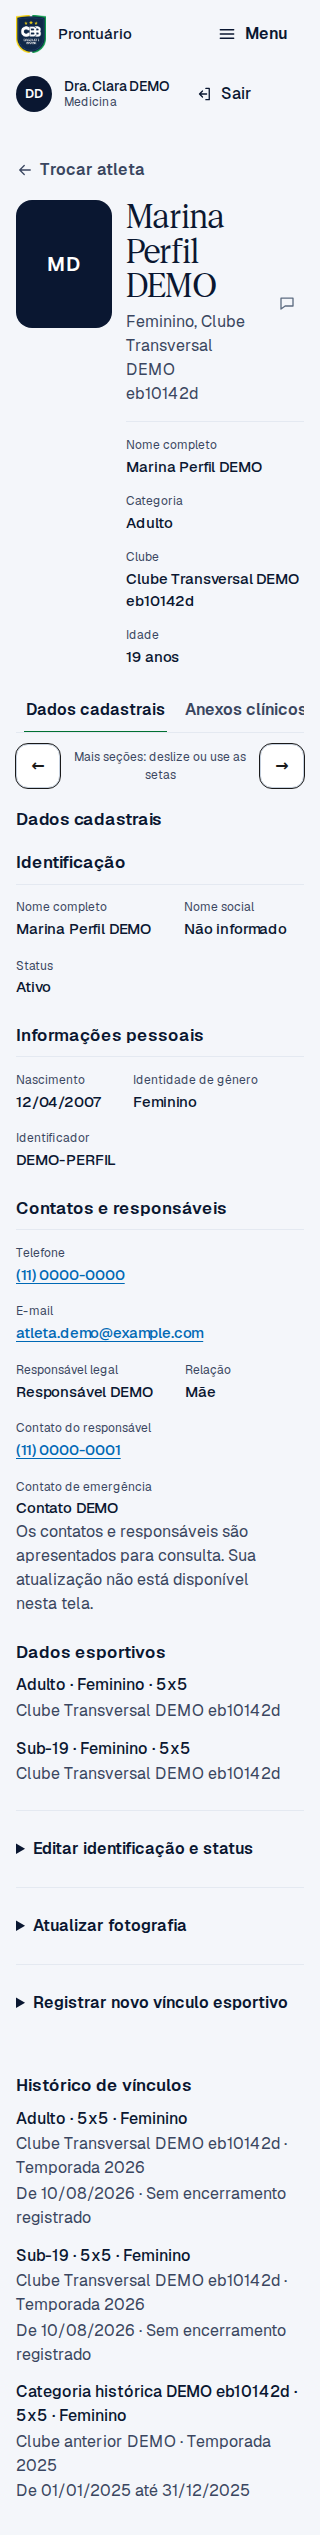 CBB
Prontuário
Menu
DD
Dra. Clara DEMO
Medicina
Sair
← Trocar atleta
MD
Marina
Perfil
DEMO
Feminino, Clube
Transversal
DEMO
eb10142d
Nome completo
Marina Perfil DEMO
Categoria
Adulto
Clube
Clube Transversal DEMO
eb10142d
Idade
19 anos
Dados cadastrais
Anexos clínicos
←
Mais seções: deslize ou use as
setas
→
Dados cadastrais
Identificação
Nome completo
Nome social
Marina Perfil DEMO
Não informado
Status
Ativo
Informações pessoais
Nascimento
Identidade de gênero
12/04/2007
Feminino
Identificador
DEMO-PERFIL
Contatos e responsáveis
Telefone
(11) 0000-0000
E-mail
atleta.demo@example.com
Responsável legal
Relação
Responsável DEMO
Mãe
Contato do responsável
(11) 0000-0001
Contato de emergência
Contato DEMO
Os contatos e responsáveis são
apresentados para consulta. Sua
atualização não está disponível
nesta tela.
Dados esportivos
Adulto · Feminino · 5x5
Clube Transversal DEMO eb10142d
Sub-19 · Feminino · 5x5
Clube Transversal DEMO eb10142d
▶ Editar identificação e status
▶ Atualizar fotografia
▶ Registrar novo vínculo esportivo
Histórico de vínculos
Adulto · 5x5 · Feminino
Clube Transversal DEMO eb10142d ·
Temporada 2026
De 10/08/2026 · Sem encerramento
registrado
Sub-19 · 5x5 · Feminino
Clube Transversal DEMO eb10142d ·
Temporada 2026
De 10/08/2026 · Sem encerramento
registrado
Categoria histórica DEMO eb10142d ·
5x5 · Feminino
Clube anterior DEMO · Temporada
2025
De 01/01/2025 até 31/12/2025